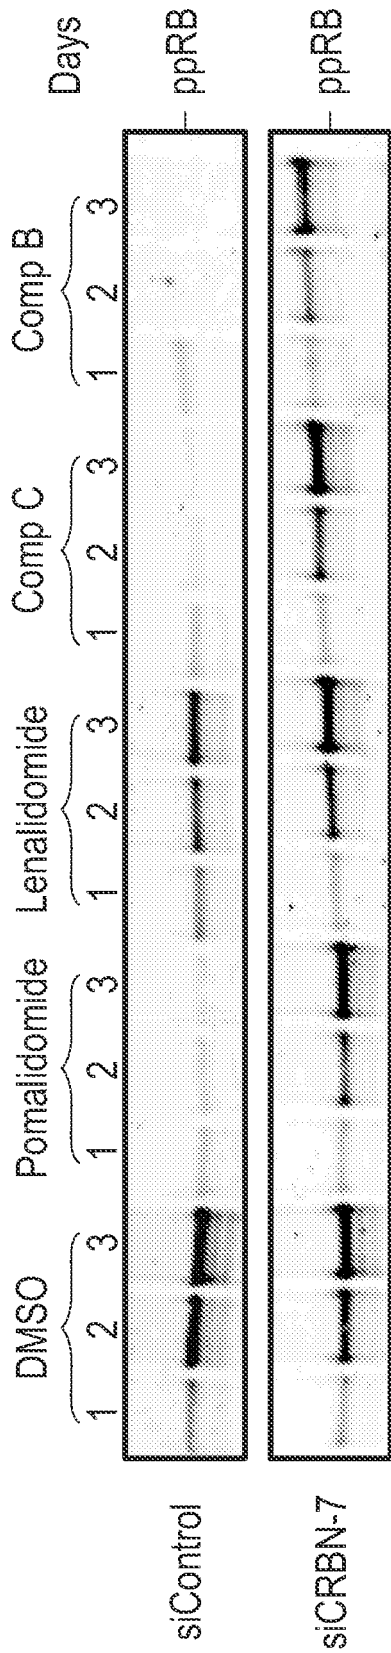 DMSO Pomalidomide Lenalidomide Comp C Comp B
1 2 3 1 2 3 1 2 3 1 2 3 1 2 3 Days
siControl ppRB
siCRBN-7 ppRB